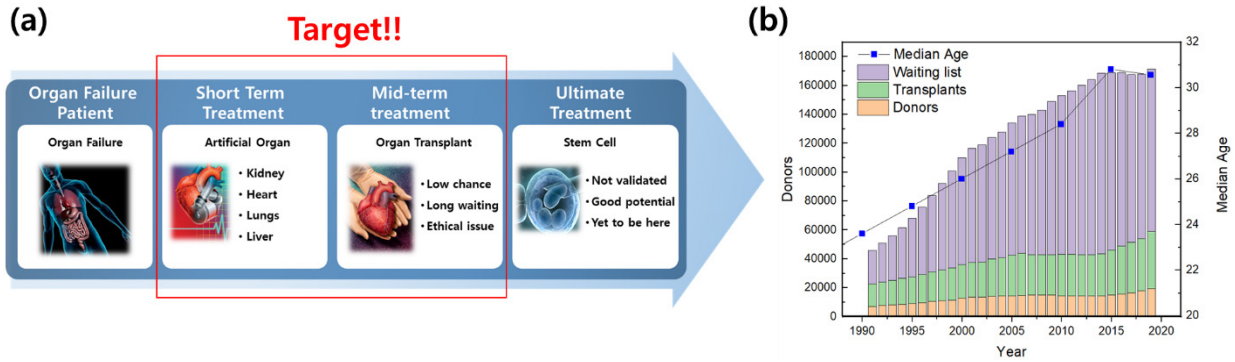 (a)
Target!!
Organ Failure
Patient
Organ Failure
Short Term
Treatment
Artificial Organ
• Kidney
• Heart
• Lungs
• Liver
Mid-term
treatment
Organ Transplant
• Low chance
• Long waiting
• Ethical issue
Ultimate
Treatment
Stem Cell
• Not validated
• Good potential
• Yet to be here
(b)
Median Age
Waiting list
Transplants
Donors
Donors
180000
160000
140000
120000
100000
80000
60000
40000
20000
0
1990
1995
2000
2005
2010
2015
2020
Year
32
30
28
26
24
22
20
Median Age